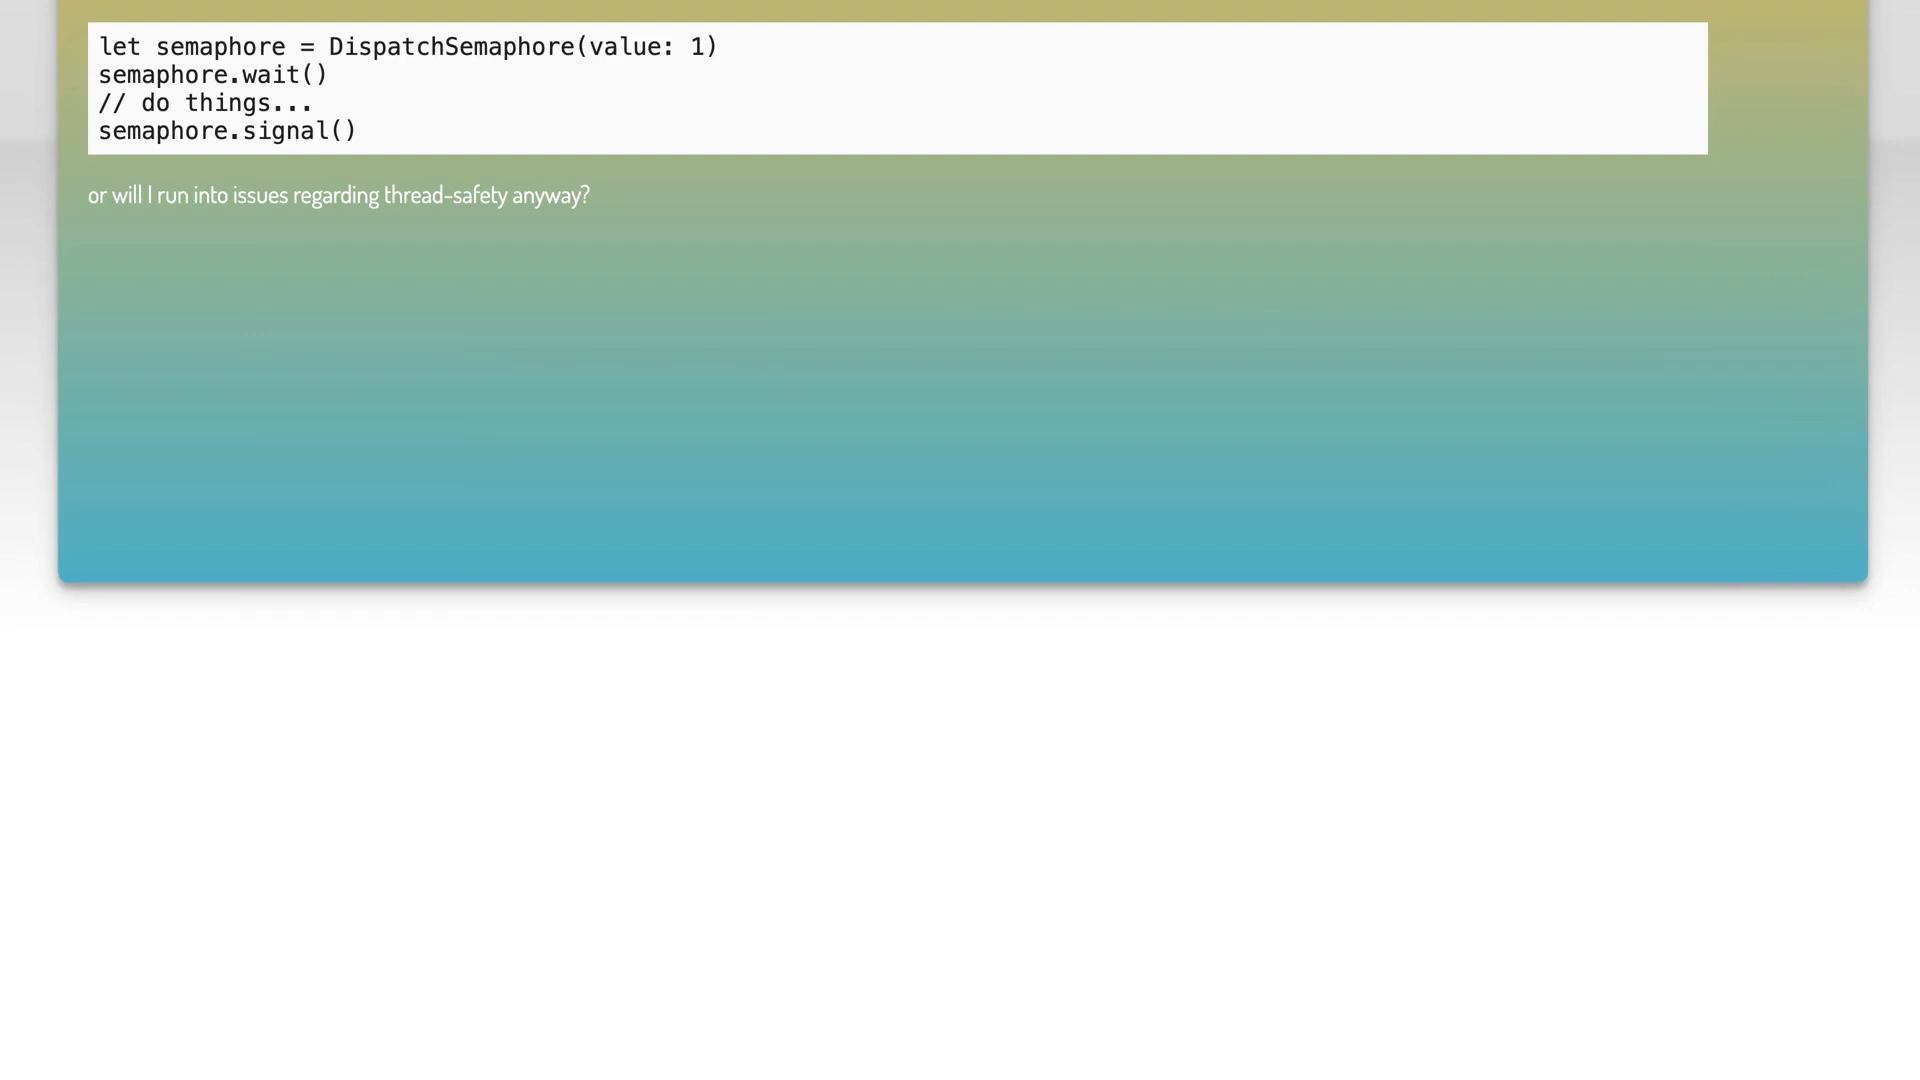 let semaphore = DispatchSemaphore(value: 1)
semaphore.wait()
// do things...
semaphore.signal()
or will I run into issues regarding thread-safety anyway?